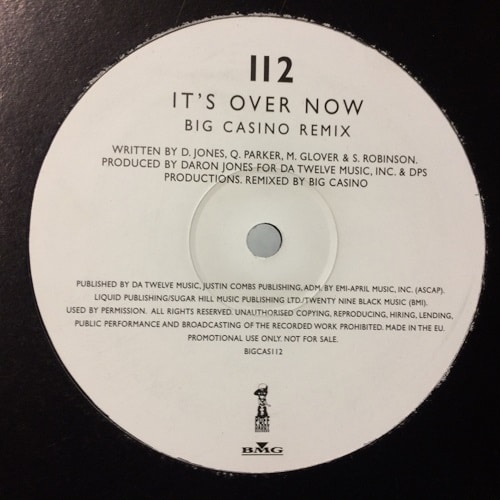 112
IT'S OVER NOW
BIG CASINO REMIX
WRITTEN BY D. JONES, Q. PARKER, M. GLOVER & S. ROBINSON.
PRODUCED BY DARON JONES FOR DA TWELVE MUSIC, INC. & DPS
PRODUCTIONS. REMIXED BY BIG CASINO
PUBLISHED BY DA TWELVE MUSIC, JUSTIN COMBS PUBLISHING, ADM. BY EMI-APRIL MUSIC, INC. (ASCAP).
LIQUID PUBLISHING/SUGAR HILL MUSIC PUBLISHING LTD./TWENTY NINE BLACK MUSIC (BMI).
USED BY PERMISSION. ALL RIGHTS RESERVED. UNAUTHORISED COPYING, REPRODUCING, HIRING, LENDING,
PUBLIC PERFORMANCE AND BROADCASTING OF THE RECORDED WORK PROHIBITED. MADE IN THE EU.
PROMOTIONAL USE ONLY. NOT FOR SALE.
BIGCAS112
BMG